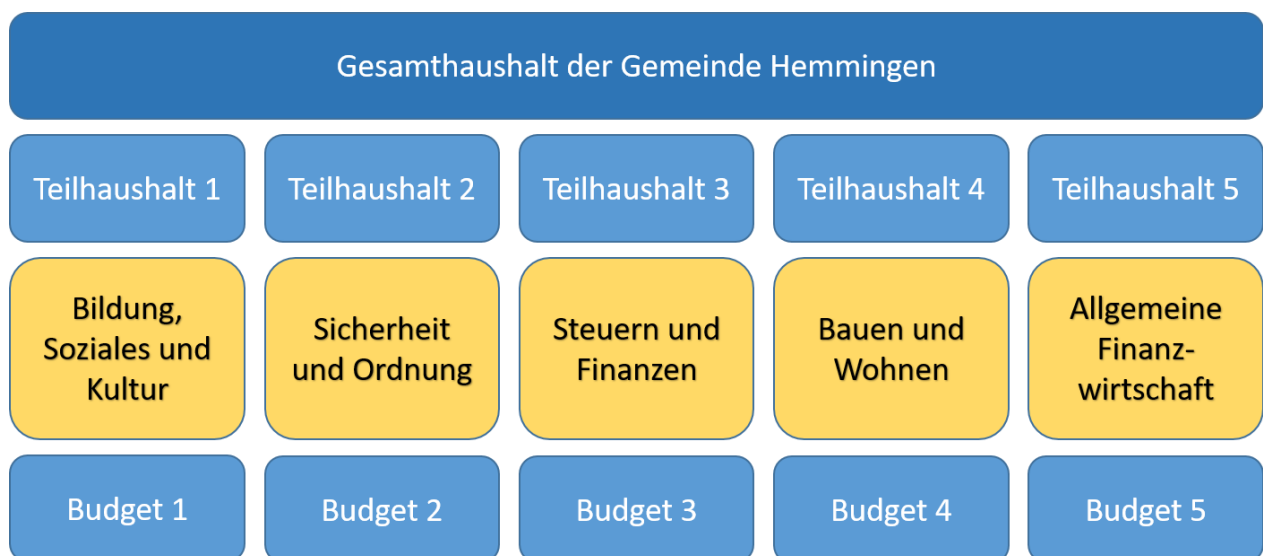 Gesamthaushalt der Gemeinde Hemmingen
Teilhaushalt 1
Teilhaushalt 2
Teilhaushalt 3
Teilhaushalt 4
Teilhaushalt 5
Bildung,
Soziales und
Kultur
Sicherheit
und Ordnung
Steuern und
Finanzen
Bauen und
Wohnen
Allgemeine
Finanz-
wirtschaft
Budget 1
Budget 2
Budget 3
Budget 4
Budget 5